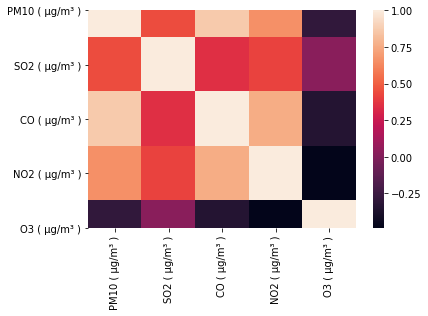 PM10 ( μg/m³ )
SO2 ( μg/m³ )
CO ( μg/m³ )
NO2 ( μg/m³ )
O3 ( μg/m³ )
PM10 ( μg/m³ )
SO2 ( μg/m³ )
CO ( μg/m³ )
NO2 ( μg/m³ )
O3 ( μg/m³ )
1.00
0.75
0.50
0.25
0.00
−0.25